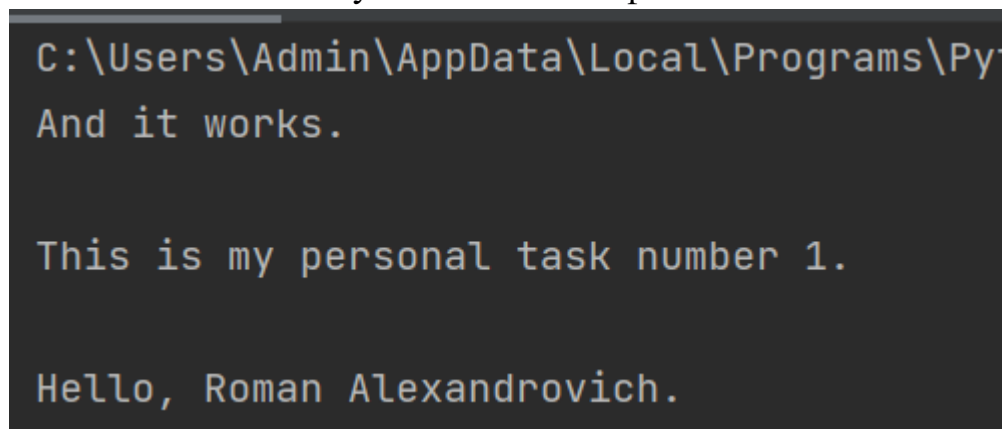 C:\Users\Admin\AppData\Local\Programs\Py
And it works.
This is my personal task number 1.
Hello, Roman Alexandrovich.